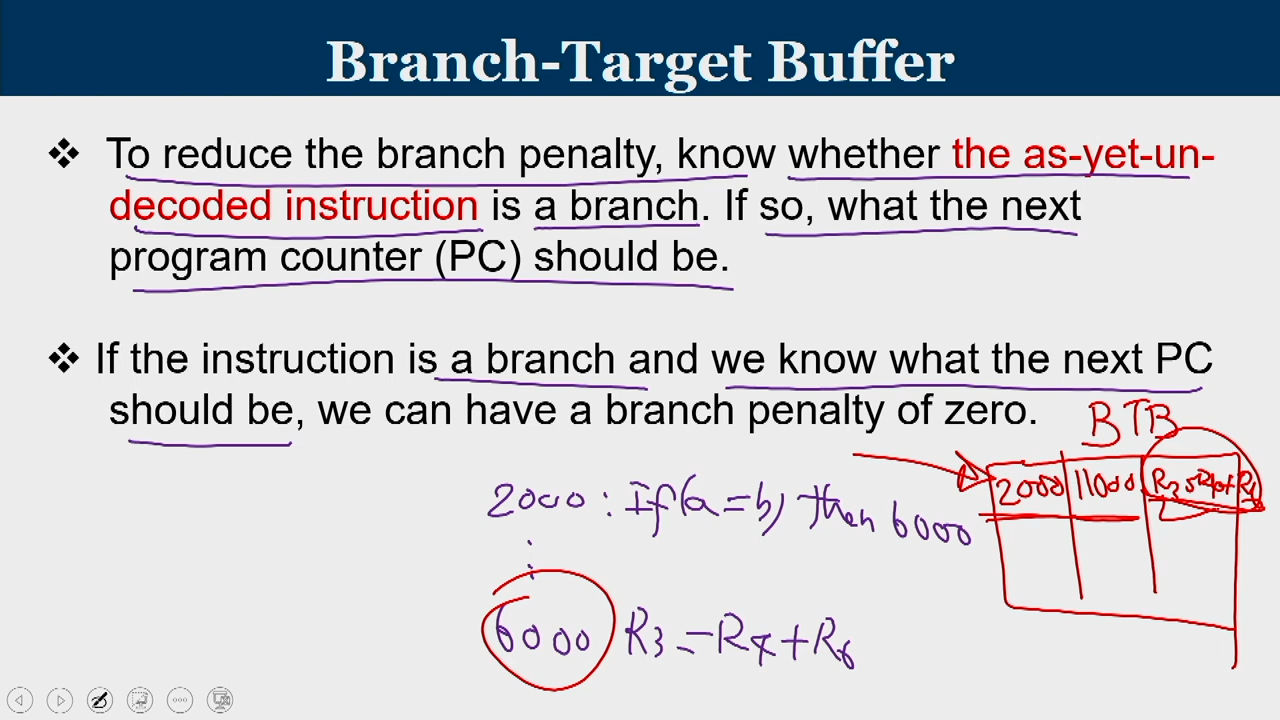 Branch-Target Buffer
❖ To reduce the branch penalty, know whether the as-yet-un-
decoded instruction is a branch. If so, what the next
program counter (PC) should be.
❖ If the instruction is a branch and we know what the next PC
should be, we can have a branch penalty of zero.
BTB
2000 11000
2000 : If (a = b) then 6000
6000 R3 = R4 + R6